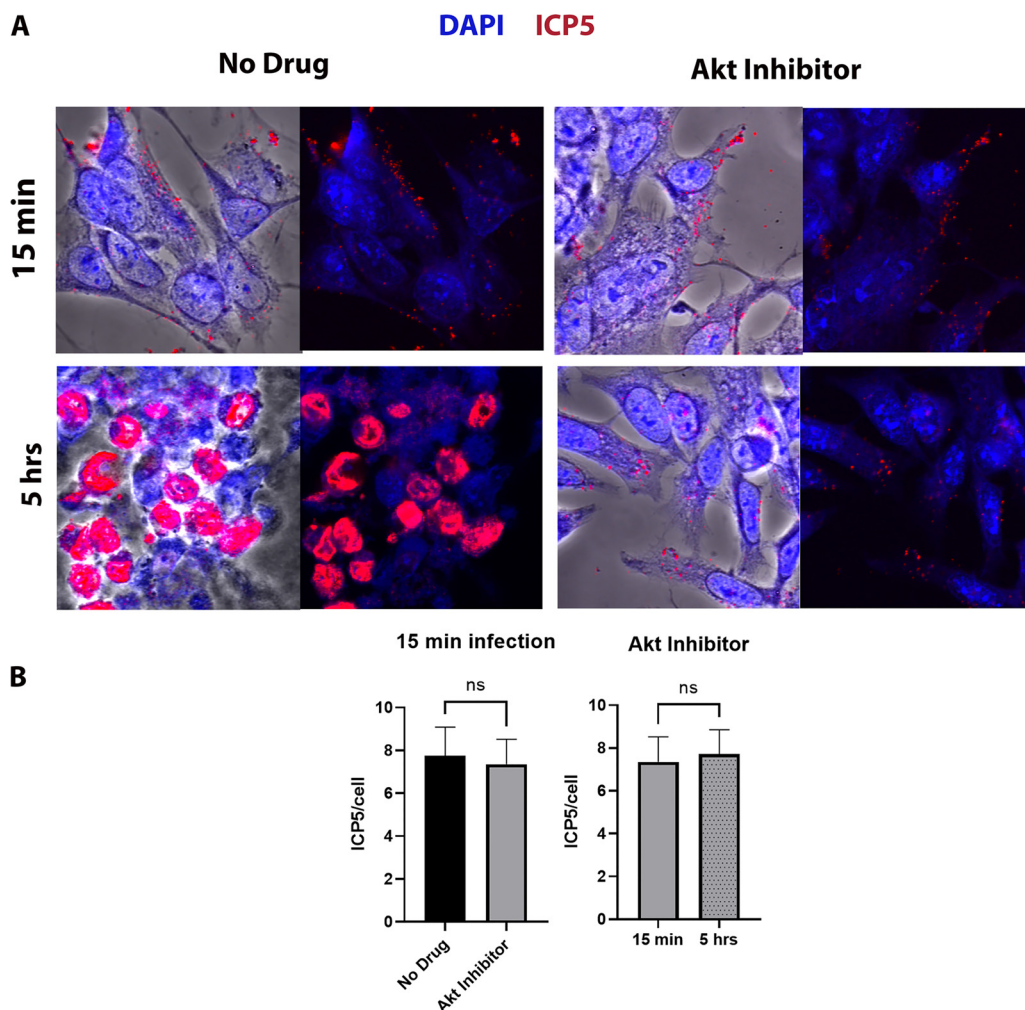 A
DAPI ICP5
No Drug
Akt Inhibitor
15 min
5 hrs
B
15 min infection
ns
10
8
6
4
2
0
ICP5/cell
No Drug
Akt Inhibitor
Akt Inhibitor
ns
10
8
6
4
2
0
ICP5/cell
15 min
5 hrs